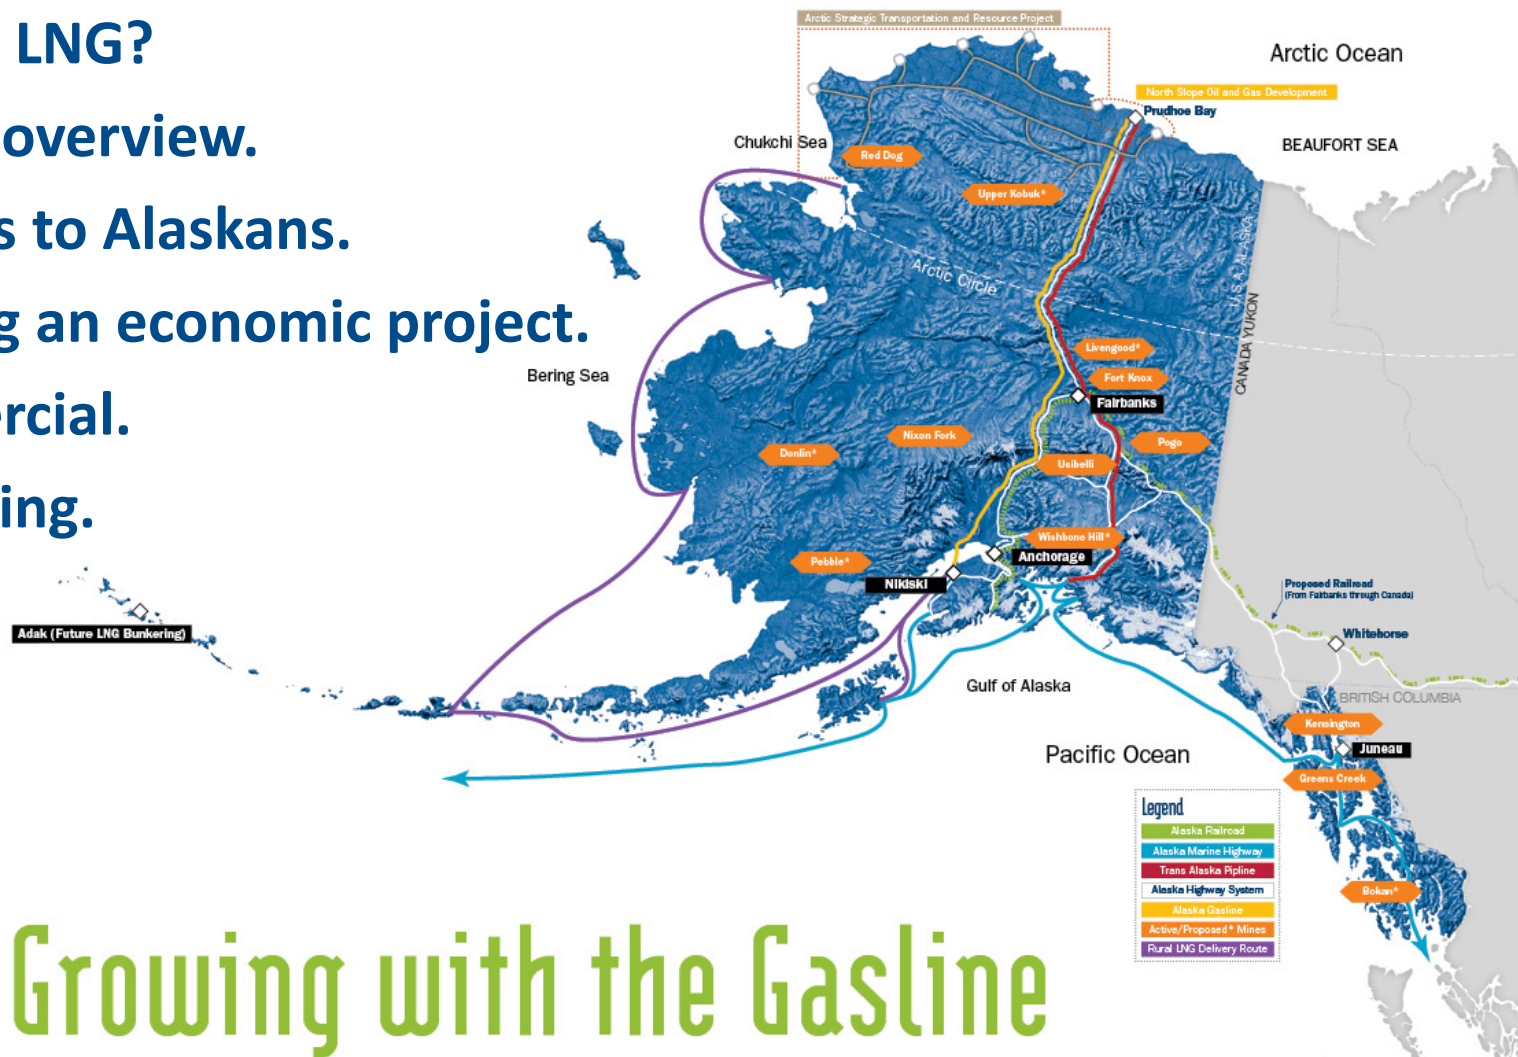 LNG?
overview.
s to Alaskans.
g an economic project.
ercial.
ing.
Arctic Strategic Transportation and Resource Project
Arctic Ocean
North Slope Oil and Gas Development
Prudhoe Bay
BEAUFORT SEA
Chukchi Sea
Red Dog
Upper Kobuk*
Arctic Circle
U.S.A. ALASKA
CANADA YUKON
Livengood*
Bering Sea
Fort Knox
Fairbanks
Nixon Fork
Pogo
Donlin*
Usibelli
Wishbone Hill*
Anchorage
Pebble*
Nikiski
Proposed Railroad
(From Fairbanks through Canada)
Adak (Future LNG Bunkering)
Whitehorse
Gulf of Alaska
BRITISH COLUMBIA
Kensington
Juneau
Pacific Ocean
Greens Creek
Legend
Alaska Railroad
Alaska Marine Highway
Trans Alaska Pipline
Alaska Highway System
Alaska Gasline
Active/Proposed* Mines
Rural LNG Delivery Route
Bokan*
Growing with the Gasline